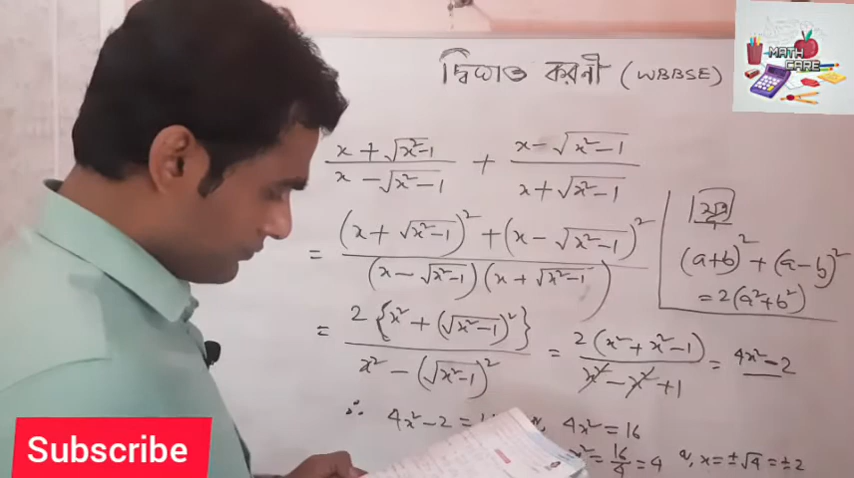 দ্বিঘাত করণী (WBBSE)
MATH CARE
x + √x²-1 / x - √x²-1 + x - √x²-1 / x + √x²-1
= (x + √x²-1)² + (x - √x²-1)² / (x - √x²-1)(x + √x²-1)
সূত্র
(a+b)² + (a-b)²
= 2(a²+b²)
= 2{x² + (√x²-1)²} / x² - (√x²-1)² = 2(x² + x² - 1) / x² - x² + 1 = 4x² - 2
∴ 4x² - 2 = 4x² = 16
x² = 16/4 = 4 x = ±√4 = ±2
Subscribe